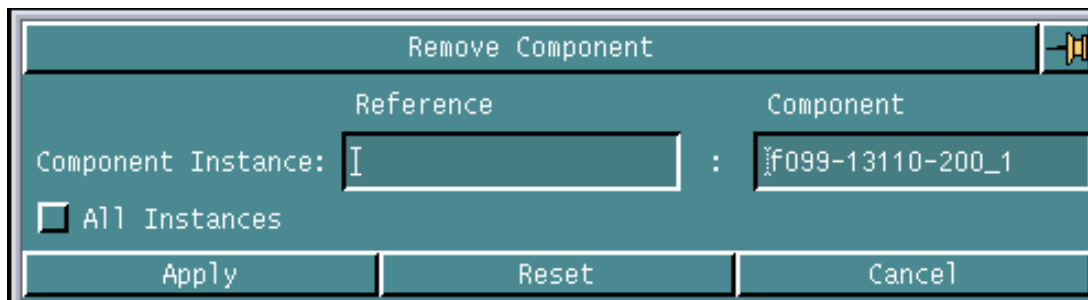 Remove Component
Reference Component
Component Instance: : f099-13110-200_1
All Instances
Apply Reset Cancel